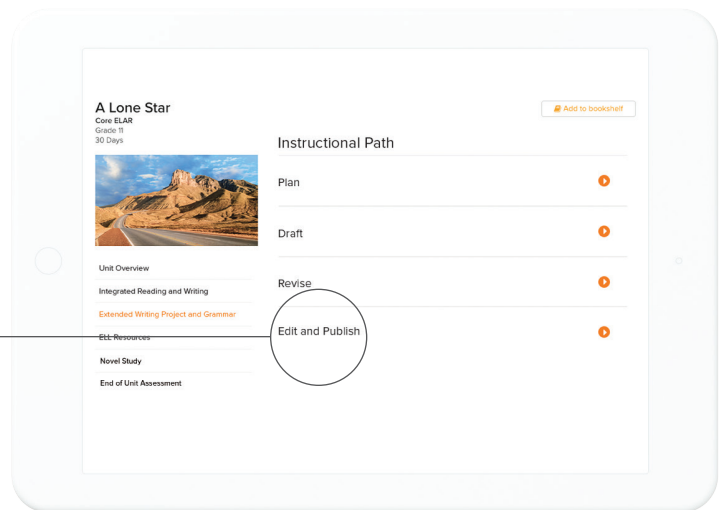 A Lone Star
Core ELAR
Grade 11
30 Days
Add to bookshelf
Instructional Path
Plan
Draft
Revise
Edit and Publish
Unit Overview
Integrated Reading and Writing
Extended Writing Project and Grammar
ELL Resources
Novel Study
End of Unit Assessment